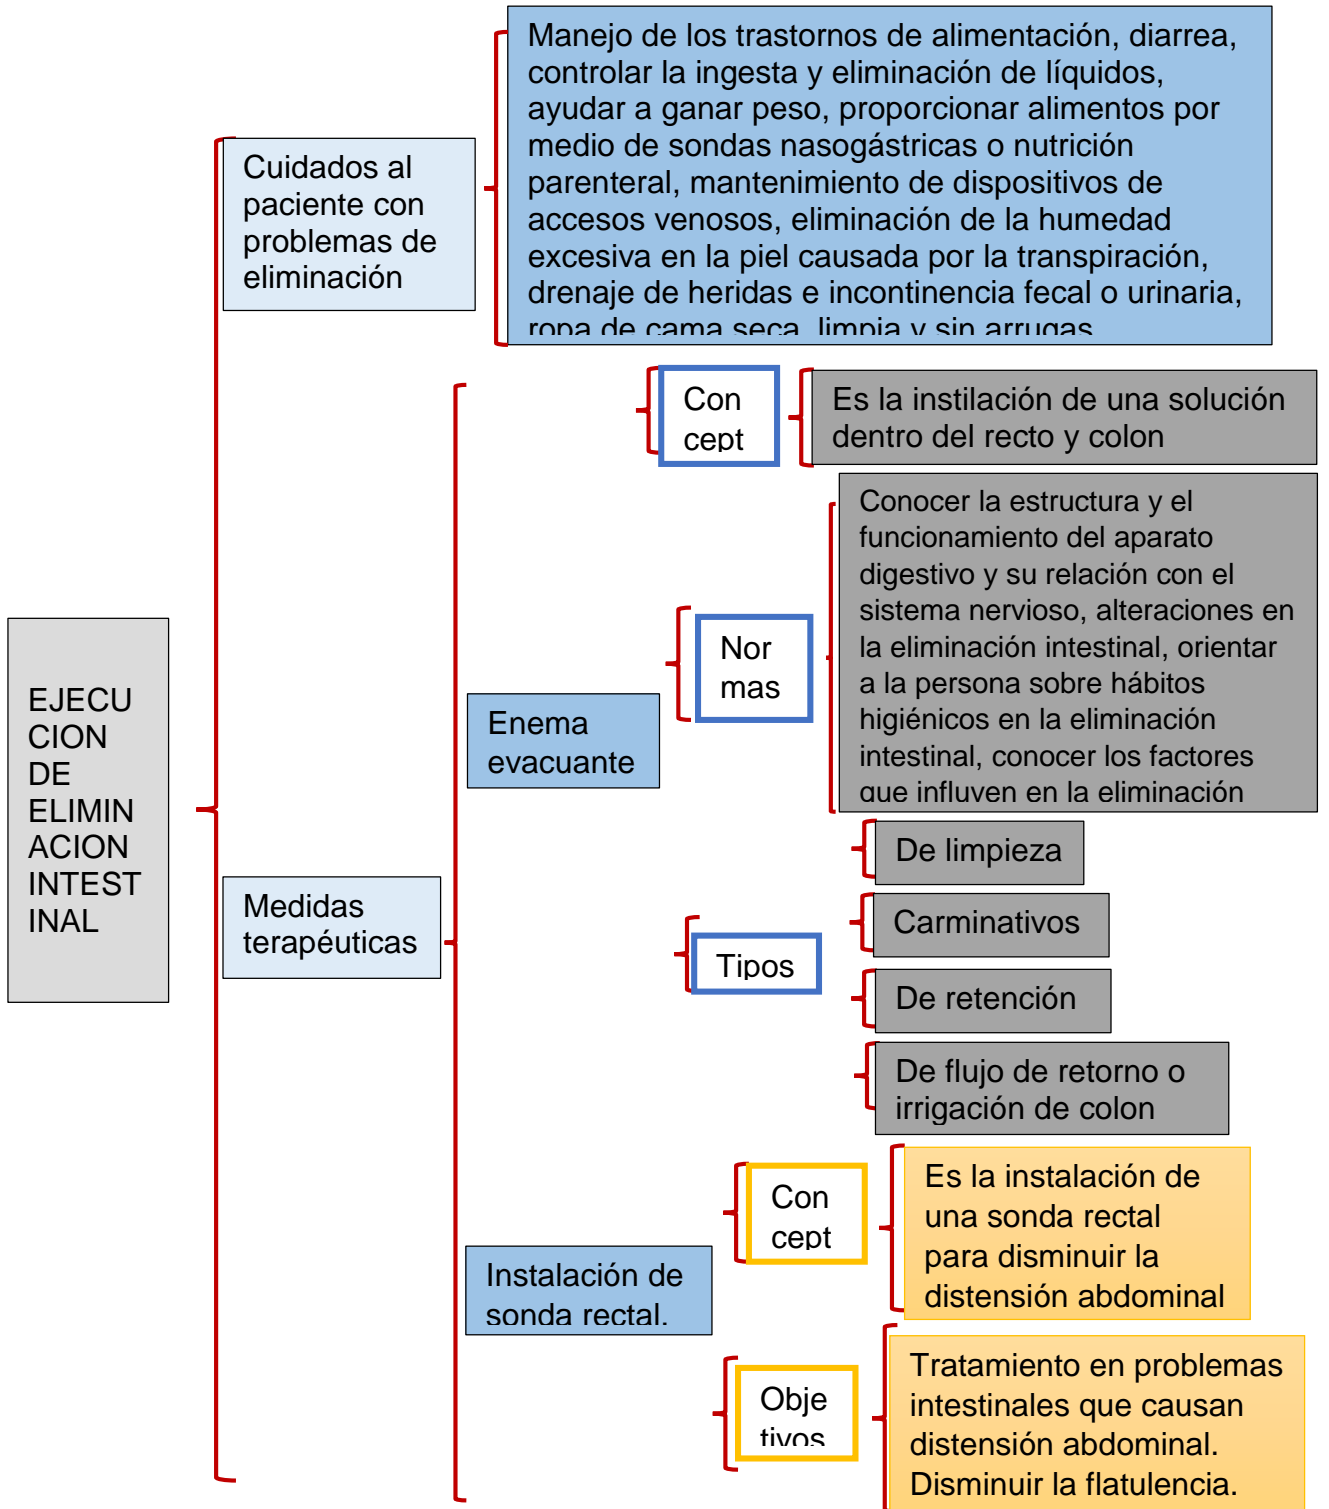 EJECU
CION
DE
ELIMIN
ACION
INTEST
INAL
Cuidados al
paciente con
problemas de
eliminación
Manejo de los trastornos de alimentación, diarrea,
controlar la ingesta y eliminación de líquidos,
ayudar a ganar peso, proporcionar alimentos por
medio de sondas nasogástricas o nutrición
parenteral, mantenimiento de dispositivos de
accesos venosos, eliminación de la humedad
excesiva en la piel causada por la transpiración,
drenaje de heridas e incontinencia fecal o urinaria,
ropa de cama seca, limpia y sin arrugas
Medidas
terapéuticas
Enema
evacuante
Con
cept
Es la instilación de una solución
dentro del recto y colon
Nor
mas
Conocer la estructura y el
funcionamiento del aparato
digestivo y su relación con el
sistema nervioso, alteraciones en
la eliminación intestinal, orientar
a la persona sobre hábitos
higiénicos en la eliminación
intestinal, conocer los factores
que influyen en la eliminación
Tipos
De limpieza
Carminativos
De retención
De flujo de retorno o
irrigación de colon
Instalación de
sonda rectal.
Con
cept
Es la instalación de
una sonda rectal
para disminuir la
distensión abdominal
Obje
tivos
Tratamiento en problemas
intestinales que causan
distensión abdominal.
Disminuir la flatulencia.